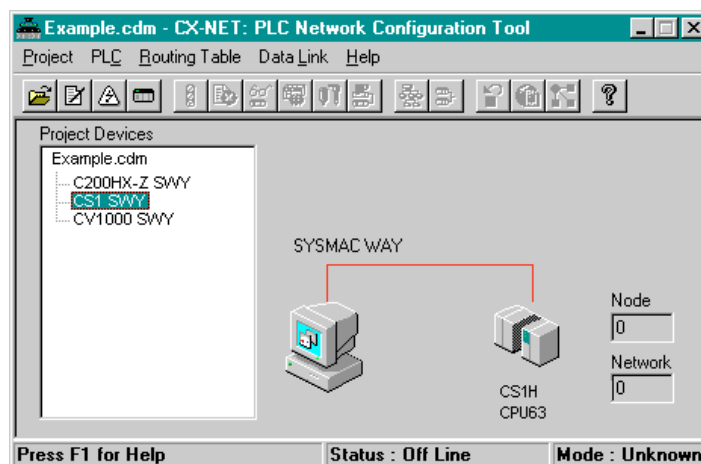 Example.cdm - CX-NET: PLC Network Configuration Tool
Project PLC Routing Table Data Link Help
Project Devices
Example.cdm
C200HX-Z SWY
CS1 SWY
CV1000 SWY
SYSMAC WAY
Node
0
Network
0
CS1H
CPU63
Press F1 for Help Status : Off Line Mode : Unknown